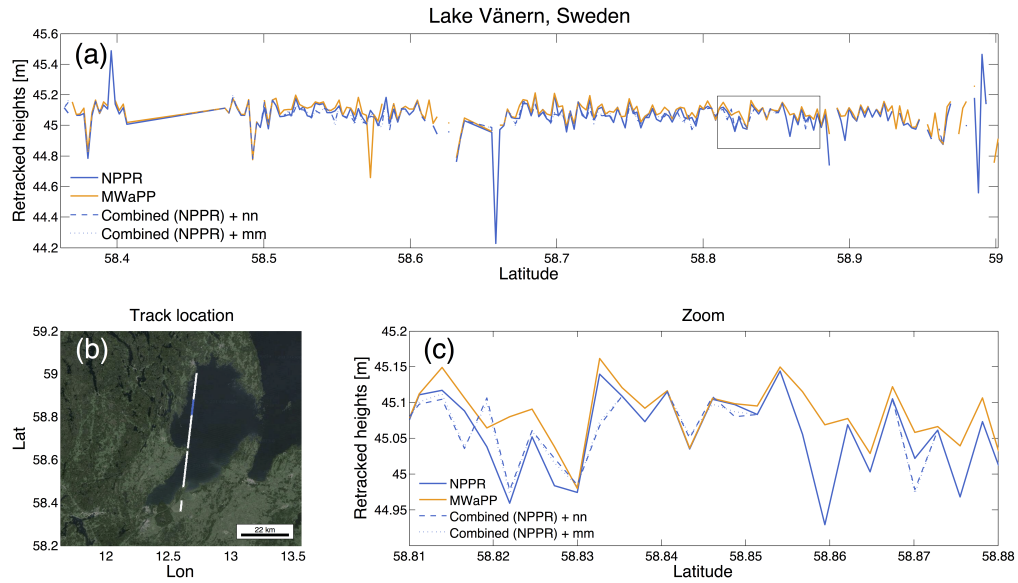 Lake Vänern, Sweden
(a)
Retracked heights [m]
45.6
45.4
45.2
45
44.8
44.6
44.4
44.2
NPPR
MWaPP
Combined (NPPR) + nn
Combined (NPPR) + mm
58.4 58.5 58.6 58.7 58.8 58.9 59
Latitude
Track location
(b)
Lat
59.2
59
58.8
58.6
58.4
58.2
22 km
12 12.5 13 13.5
Lon
Zoom
(c)
Retracked heights [m]
45.2
45.15
45.1
45.05
45
44.95
NPPR
MWaPP
Combined (NPPR) + nn
Combined (NPPR) + mm
58.81 58.82 58.83 58.84 58.85 58.86 58.87 58.88
Latitude